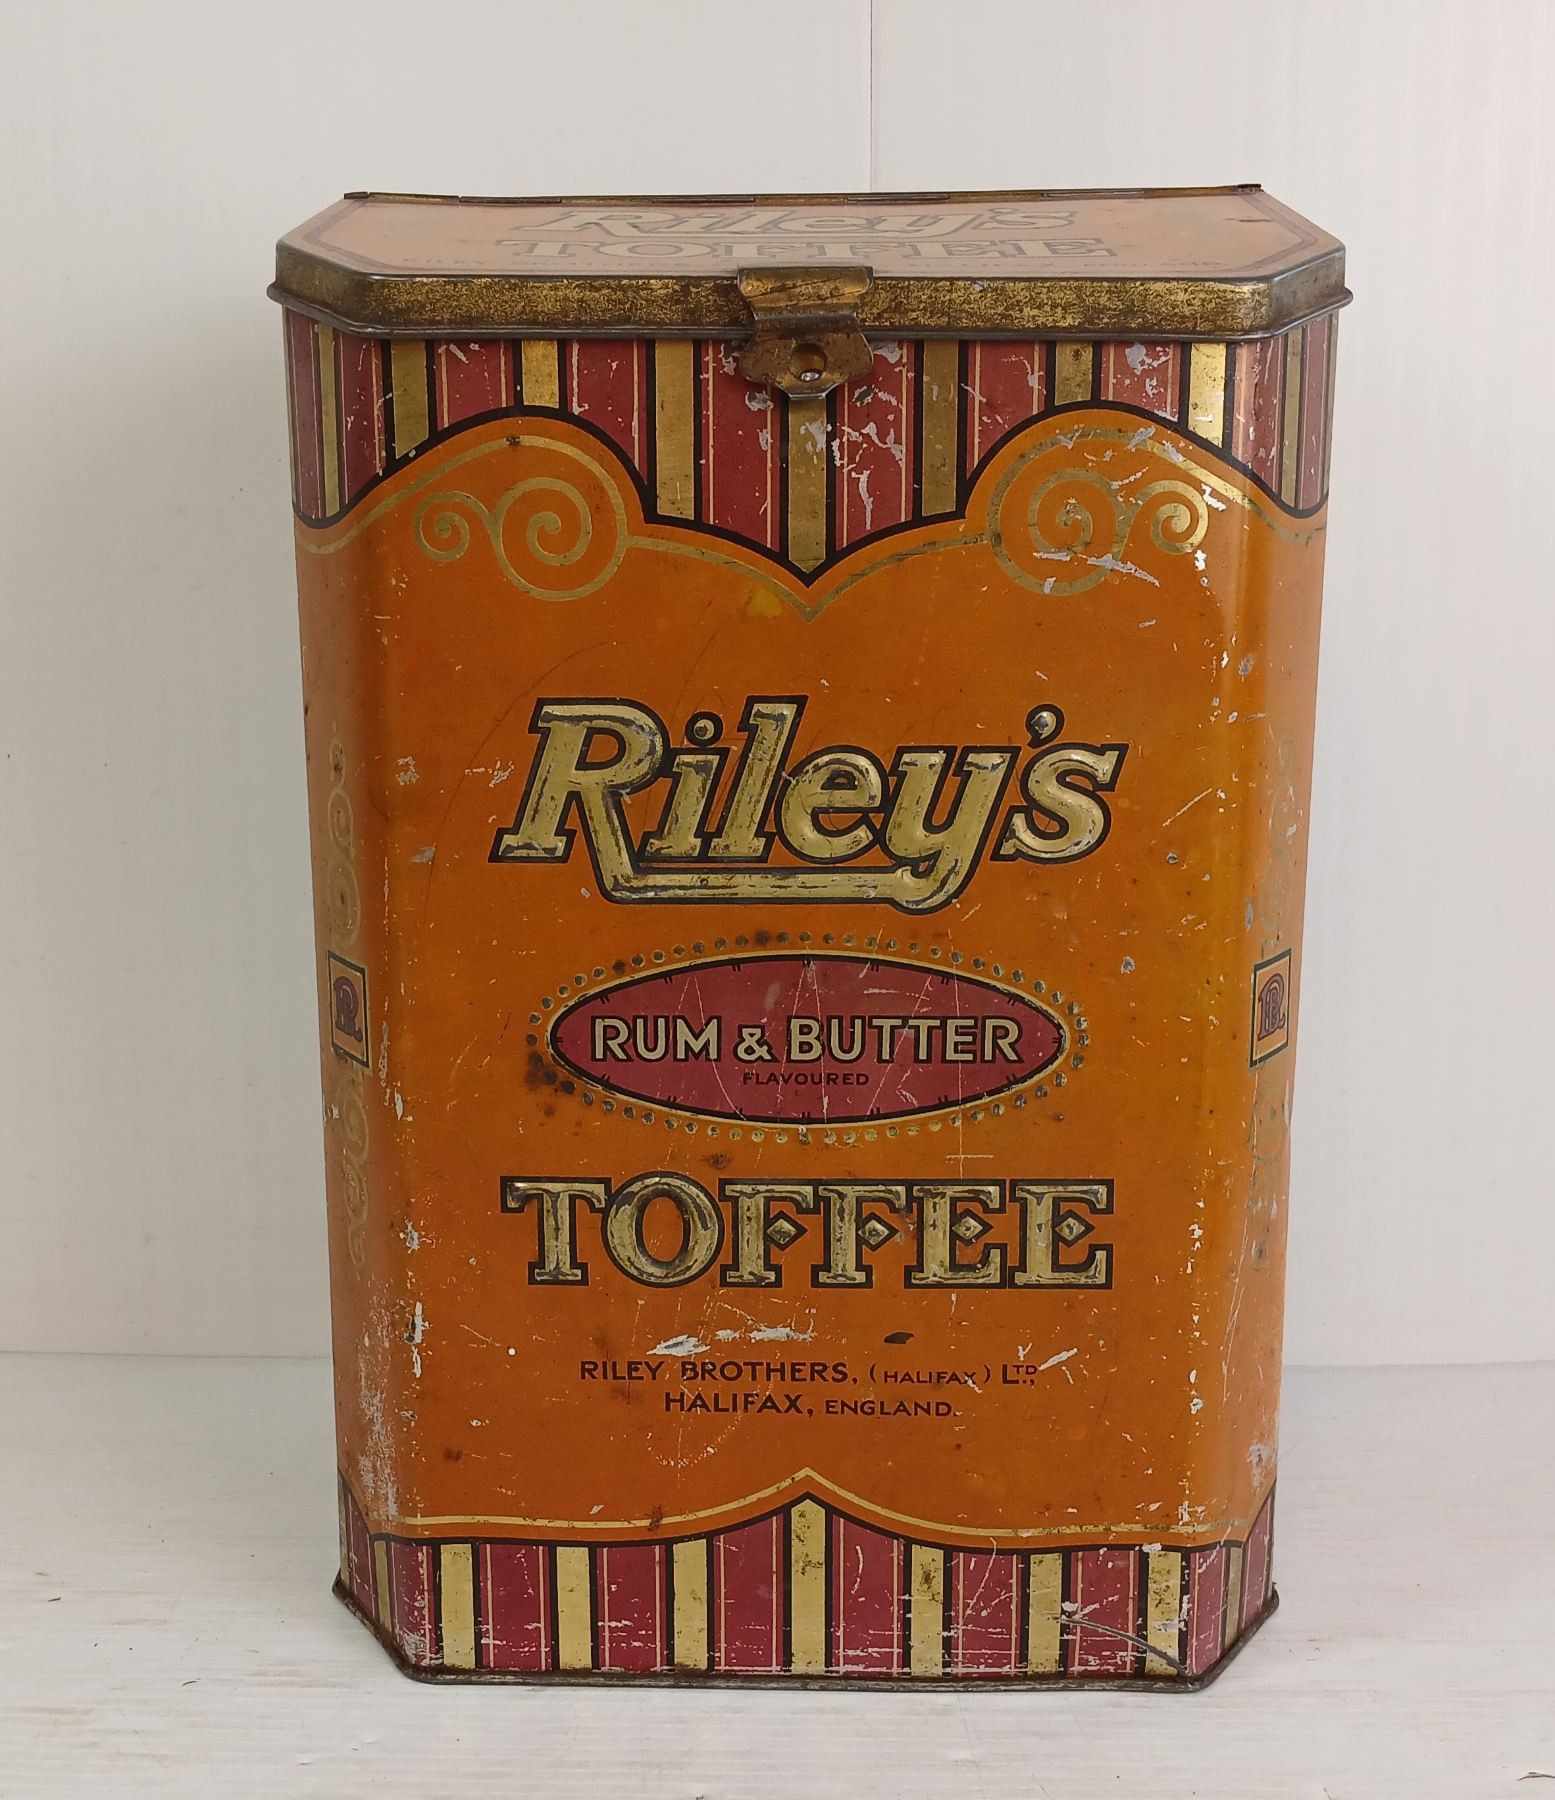 Riley's
TOFFEE
Riley's
RUM & BUTTER
FLAVOURED
TOFFEE
RILEY BROTHERS, (HALIFAX) LTD.,
HALIFAX, ENGLAND.